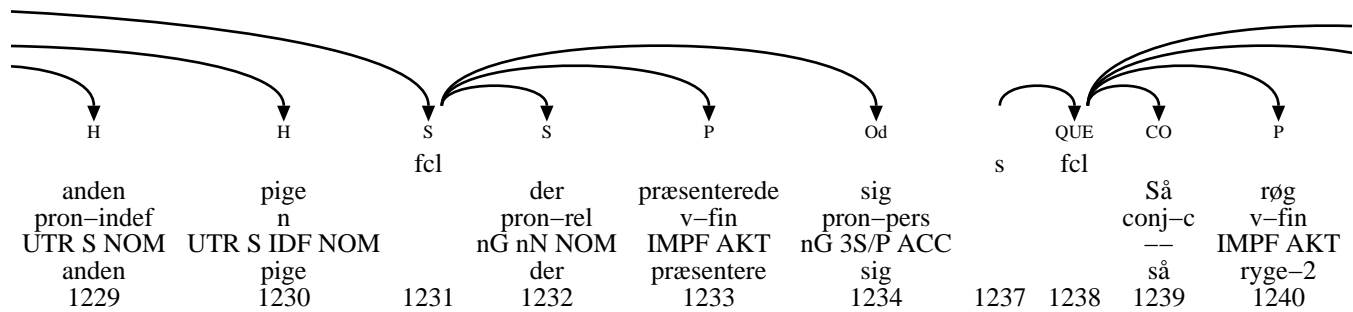 H H S S P Od QUE CO P
fcl s fcl
anden pige der præsenterede sig Så røg
pron−indef n pron−rel v−fin pron−pers conj−c v−fin
UTR S NOM UTR S IDF NOM nG nN NOM IMPF AKT nG 3S/P ACC −− IMPF AKT
anden pige der præsentere sig så ryge−2
1229 1230 1231 1232 1233 1234 1237 1238 1239 1240